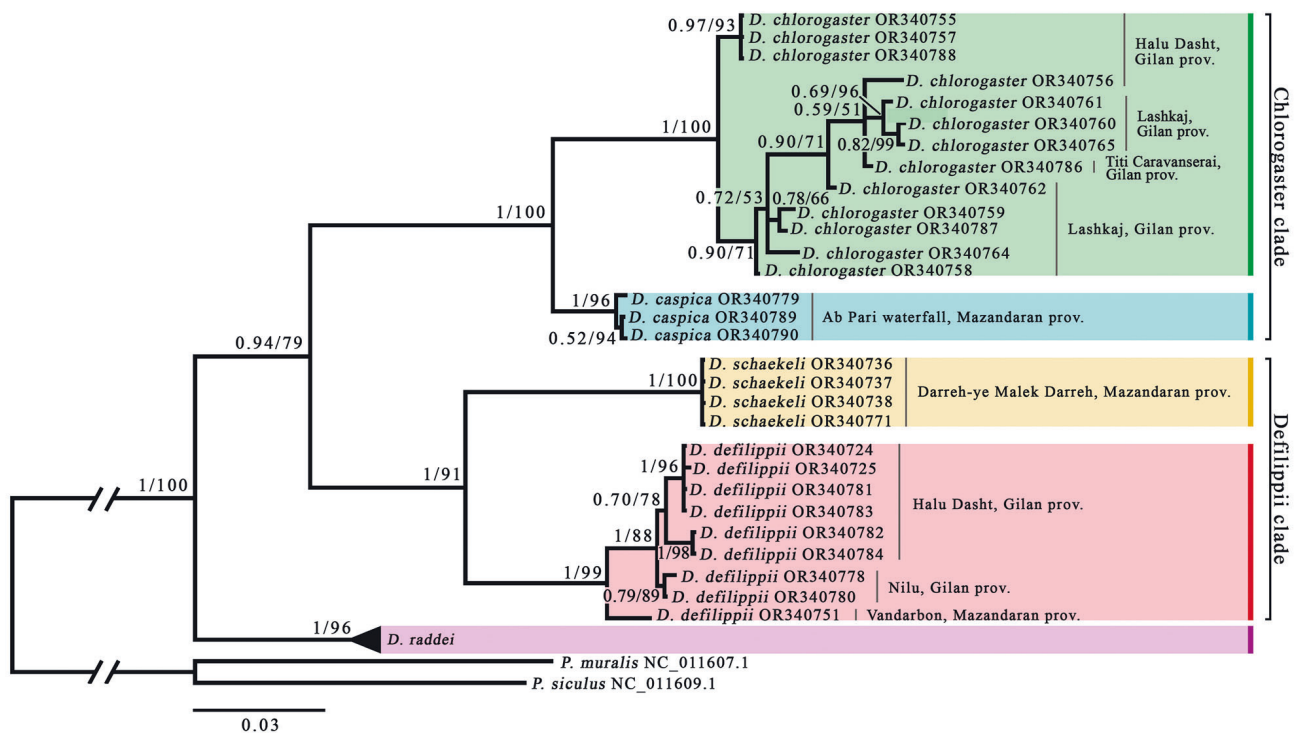 0.97/93
D. chlorogaster OR340755
D. chlorogaster OR340757
D. chlorogaster OR340788
Halu Dasht,
Gilan prov.
D. chlorogaster OR340756
0.69/96
0.59/51
D. chlorogaster OR340761
D. chlorogaster OR340760
D. chlorogaster OR340765
Lashkaj,
Gilan prov.
1/100
0.90/71
0.82/99
D. chlorogaster OR340786
Titi Caravanserai,
Gilan prov.
D. chlorogaster OR340762
0.72/53
0.78/66
D. chlorogaster OR340759
D. chlorogaster OR340787
Lashkaj, Gilan prov.
0.90/71
D. chlorogaster OR340764
D. chlorogaster OR340758
Chlorogaster clade
1/100
1/96
D. caspica OR340779
D. caspica OR340789
D. caspica OR340790
0.52/94
Ab Pari waterfall, Mazandaran prov.
0.94/79
1/100
D. schaekeli OR340736
D. schaekeli OR340737
D. schaekeli OR340738
D. schaekeli OR340771
Darreh-ye Malek Darreh, Mazandaran prov.
Defilippii clade
1/91
1/96
D. defilippii OR340724
D. defilippii OR340725
D. defilippii OR340781
D. defilippii OR340783
0.70/78
Halu Dasht, Gilan prov.
D. defilippii OR340782
D. defilippii OR340784
1/88
1/98
1/99
D. defilippii OR340778
D. defilippii OR340780
0.79/89
Nilu, Gilan prov.
D. defilippii OR340751
Vandarbon, Mazandaran prov.
1/100
1/96
D. raddei
P. muralis NC_011607.1
P. siculus NC_011609.1
0.03